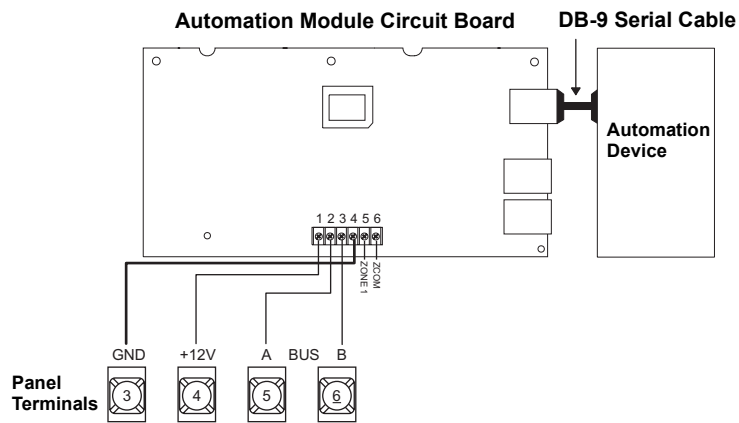 Automation Module Circuit Board
DB-9 Serial Cable
Automation
Device
1 2 3 4 5 6
ZONE 1
ZCOM
GND +12V A BUS B
Panel
Terminals
3 4 5 6